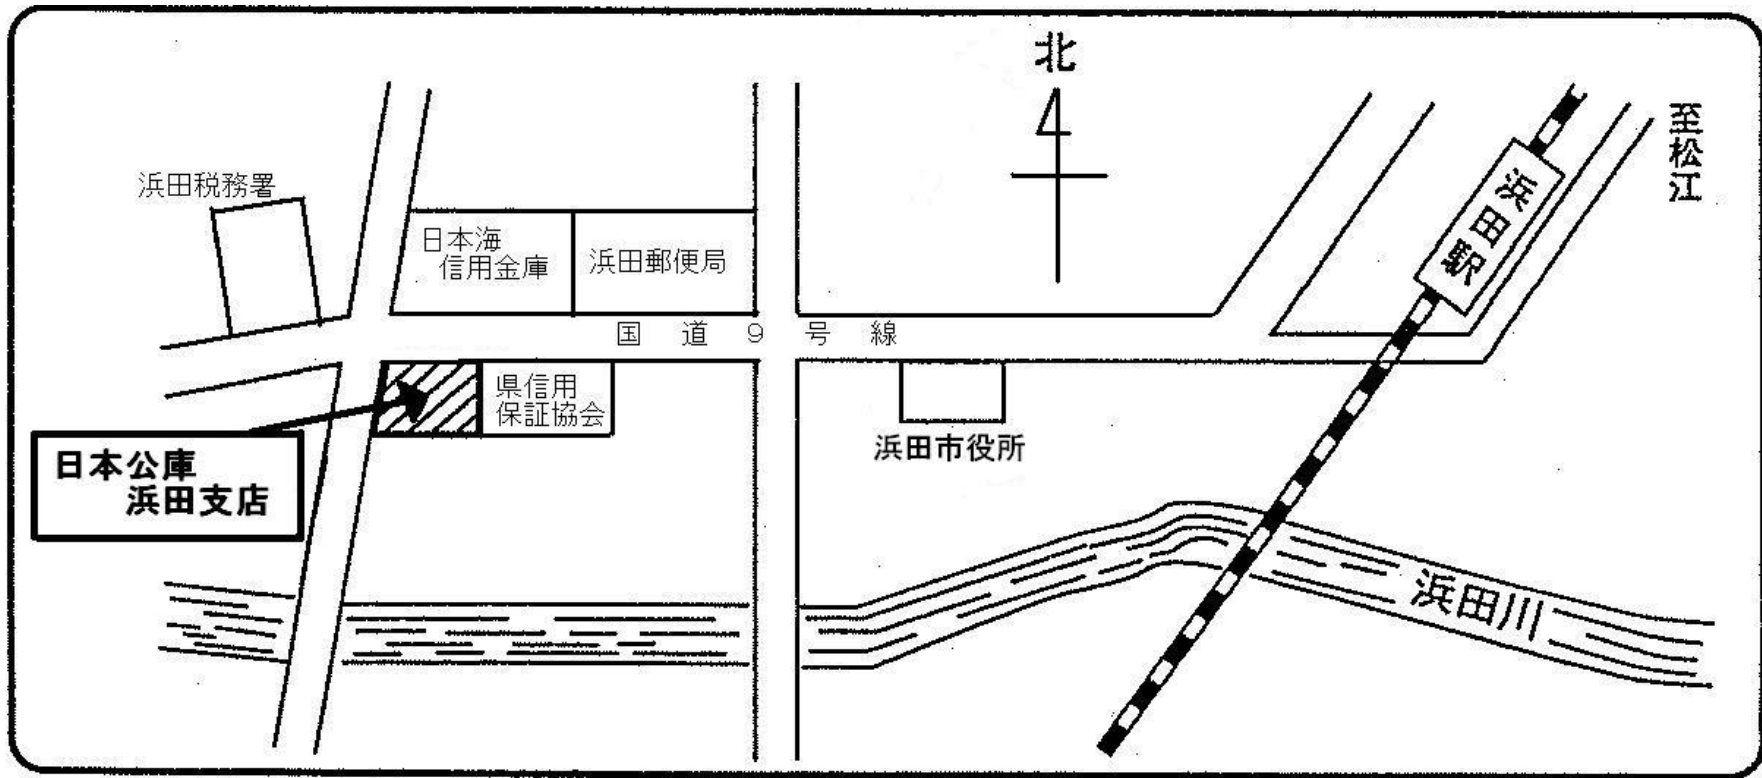 北
至松江
浜田駅
浜田税務署
日本海
信用金庫
浜田郵便局
国道9号線
県信用
保証協会
浜田市役所
日本公庫
浜田支店
浜田川